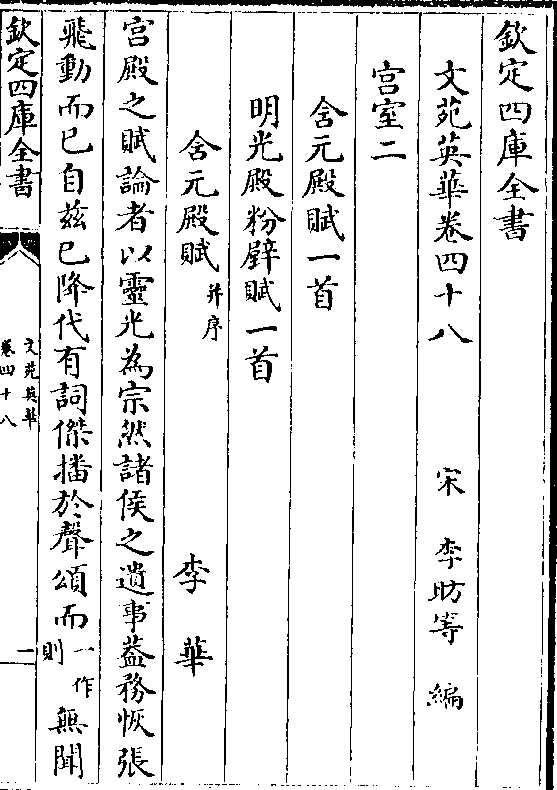 欽定四庫全書
文苑英華卷四十八
宋 李昉等 編
宮室二
含元殿賦一首
明光殿粉壁賦一首
含元殿賦 并序
李華
宮殿之賦論者以靈光為宗然諸侯之遺事葢務恢張
飛動而已自兹已降代有詞傑播於聲頌而一作則無聞
欽定四庫全書
文苑英華
卷四十八
一